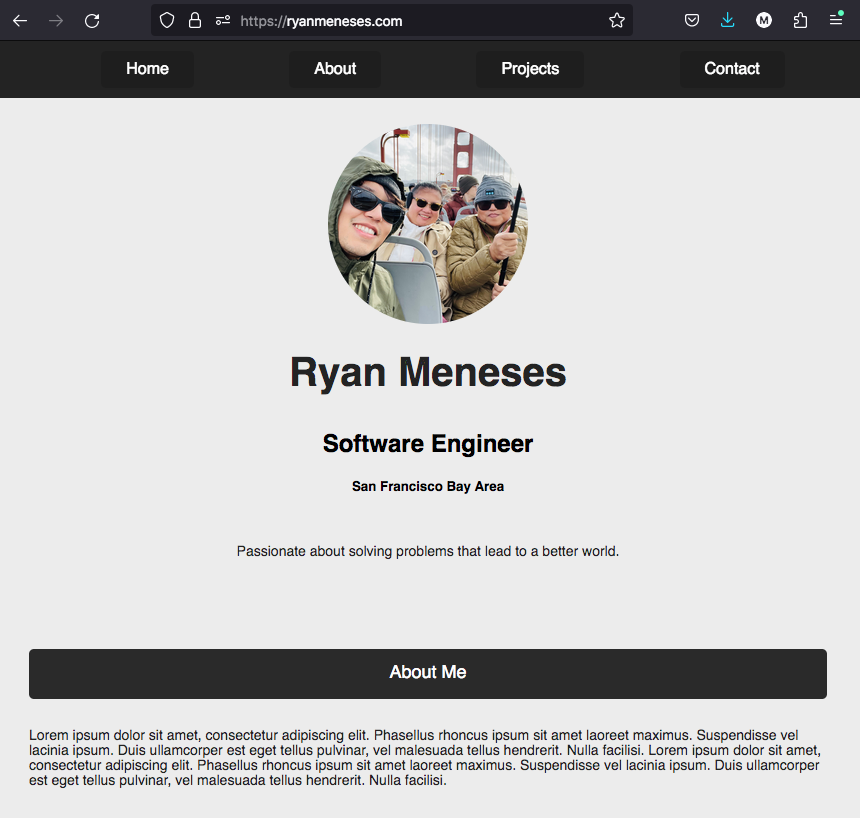 https://ryanmeneses.com
M
Home About Projects Contact
Ryan Meneses
Software Engineer
San Francisco Bay Area
Passionate about solving problems that lead to a better world.
About Me
Lorem ipsum dolor sit amet, consectetur adipiscing elit. Phasellus rhoncus ipsum sit amet laoreet maximus. Suspendisse vel
lacinia ipsum. Duis ullamcorper est eget tellus pulvinar, vel malesuada tellus hendrerit. Nulla facilisi. Lorem ipsum dolor sit amet,
consectetur adipiscing elit. Phasellus rhoncus ipsum sit amet laoreet maximus. Suspendisse vel lacinia ipsum. Duis ullamcorper
est eget tellus pulvinar, vel malesuada tellus hendrerit. Nulla facilisi.